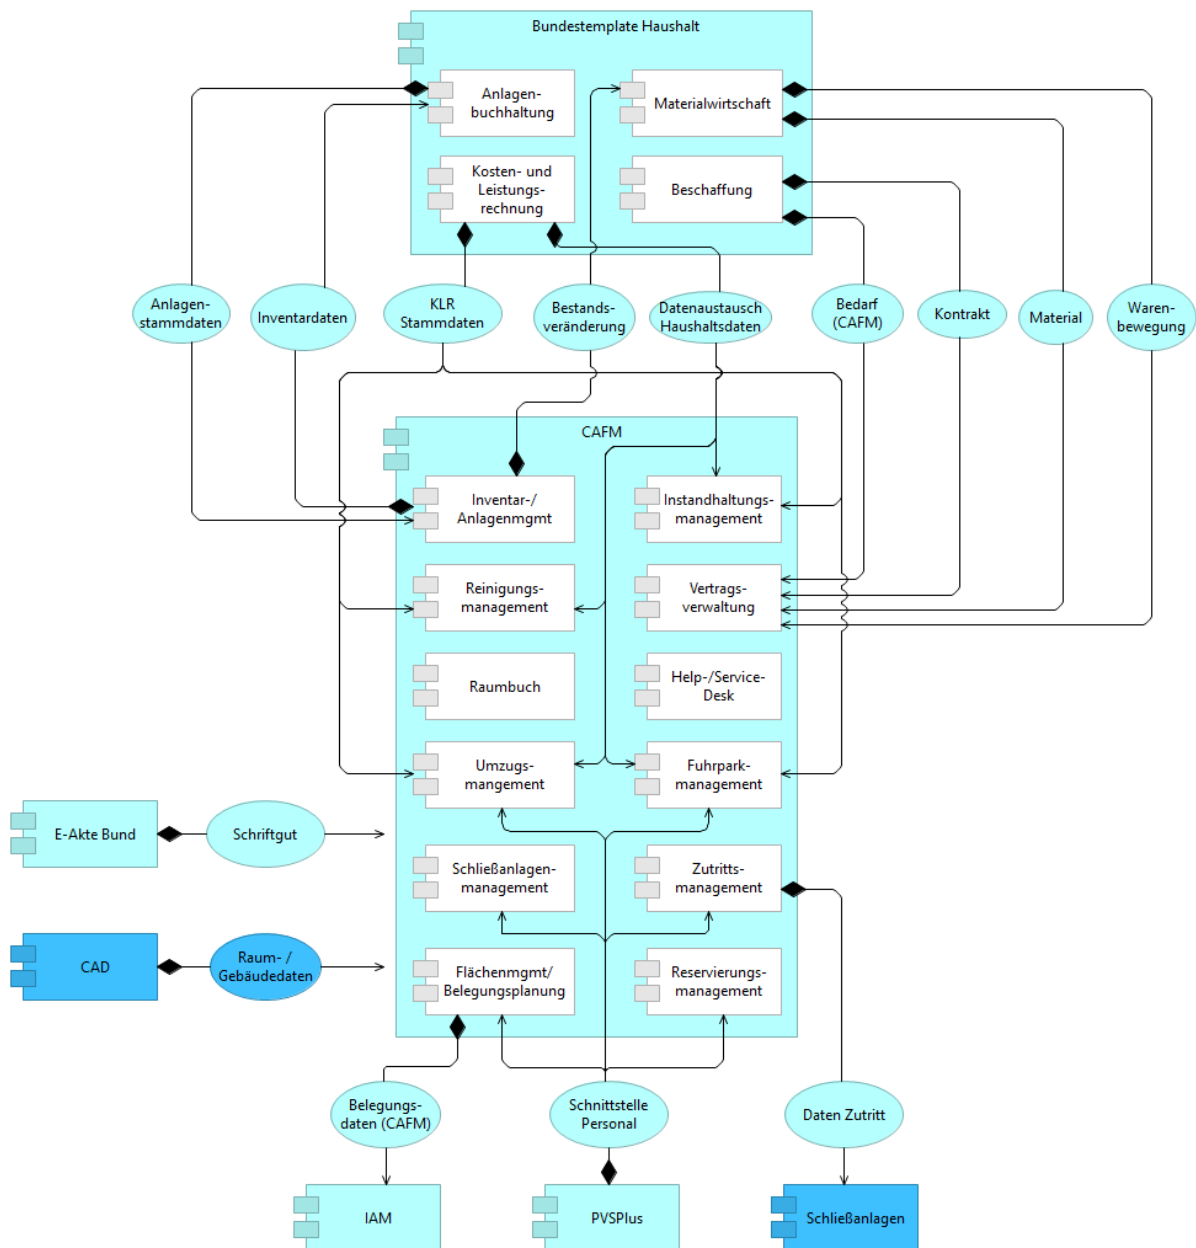 Bundestemplate Haushalt
Anlagen-
buchhaltung
Materialwirtschaft
Kosten- und
Leistungs-
rechnung
Beschaffung
Anlagen-
stammdaten
Inventardaten
KLR
Stammdaten
Bestands-
veränderung
Datenaustausch
Haushaltsdaten
Bedarf
(CAFM)
Kontrakt
Material
Waren-
bewegung
CAFM
Inventar-/
Anlagenmgmt
Instandhaltungs-
management
Reinigungs-
management
Vertrags-
verwaltung
Raumbuch
Help-/Service-
Desk
Umzugs-
mangement
Fuhrpark-
management
E-Akte Bund
Schriftgut
Schließanlagen-
management
Zutritts-
management
CAD
Raum- /
Gebäudedaten
Flächenmgmt/
Belegungsplanung
Reservierungs-
management
Belegungs-
daten (CAFM)
Schnittstelle
Personal
Daten Zutritt
IAM
PVSPlus
Schließanlagen